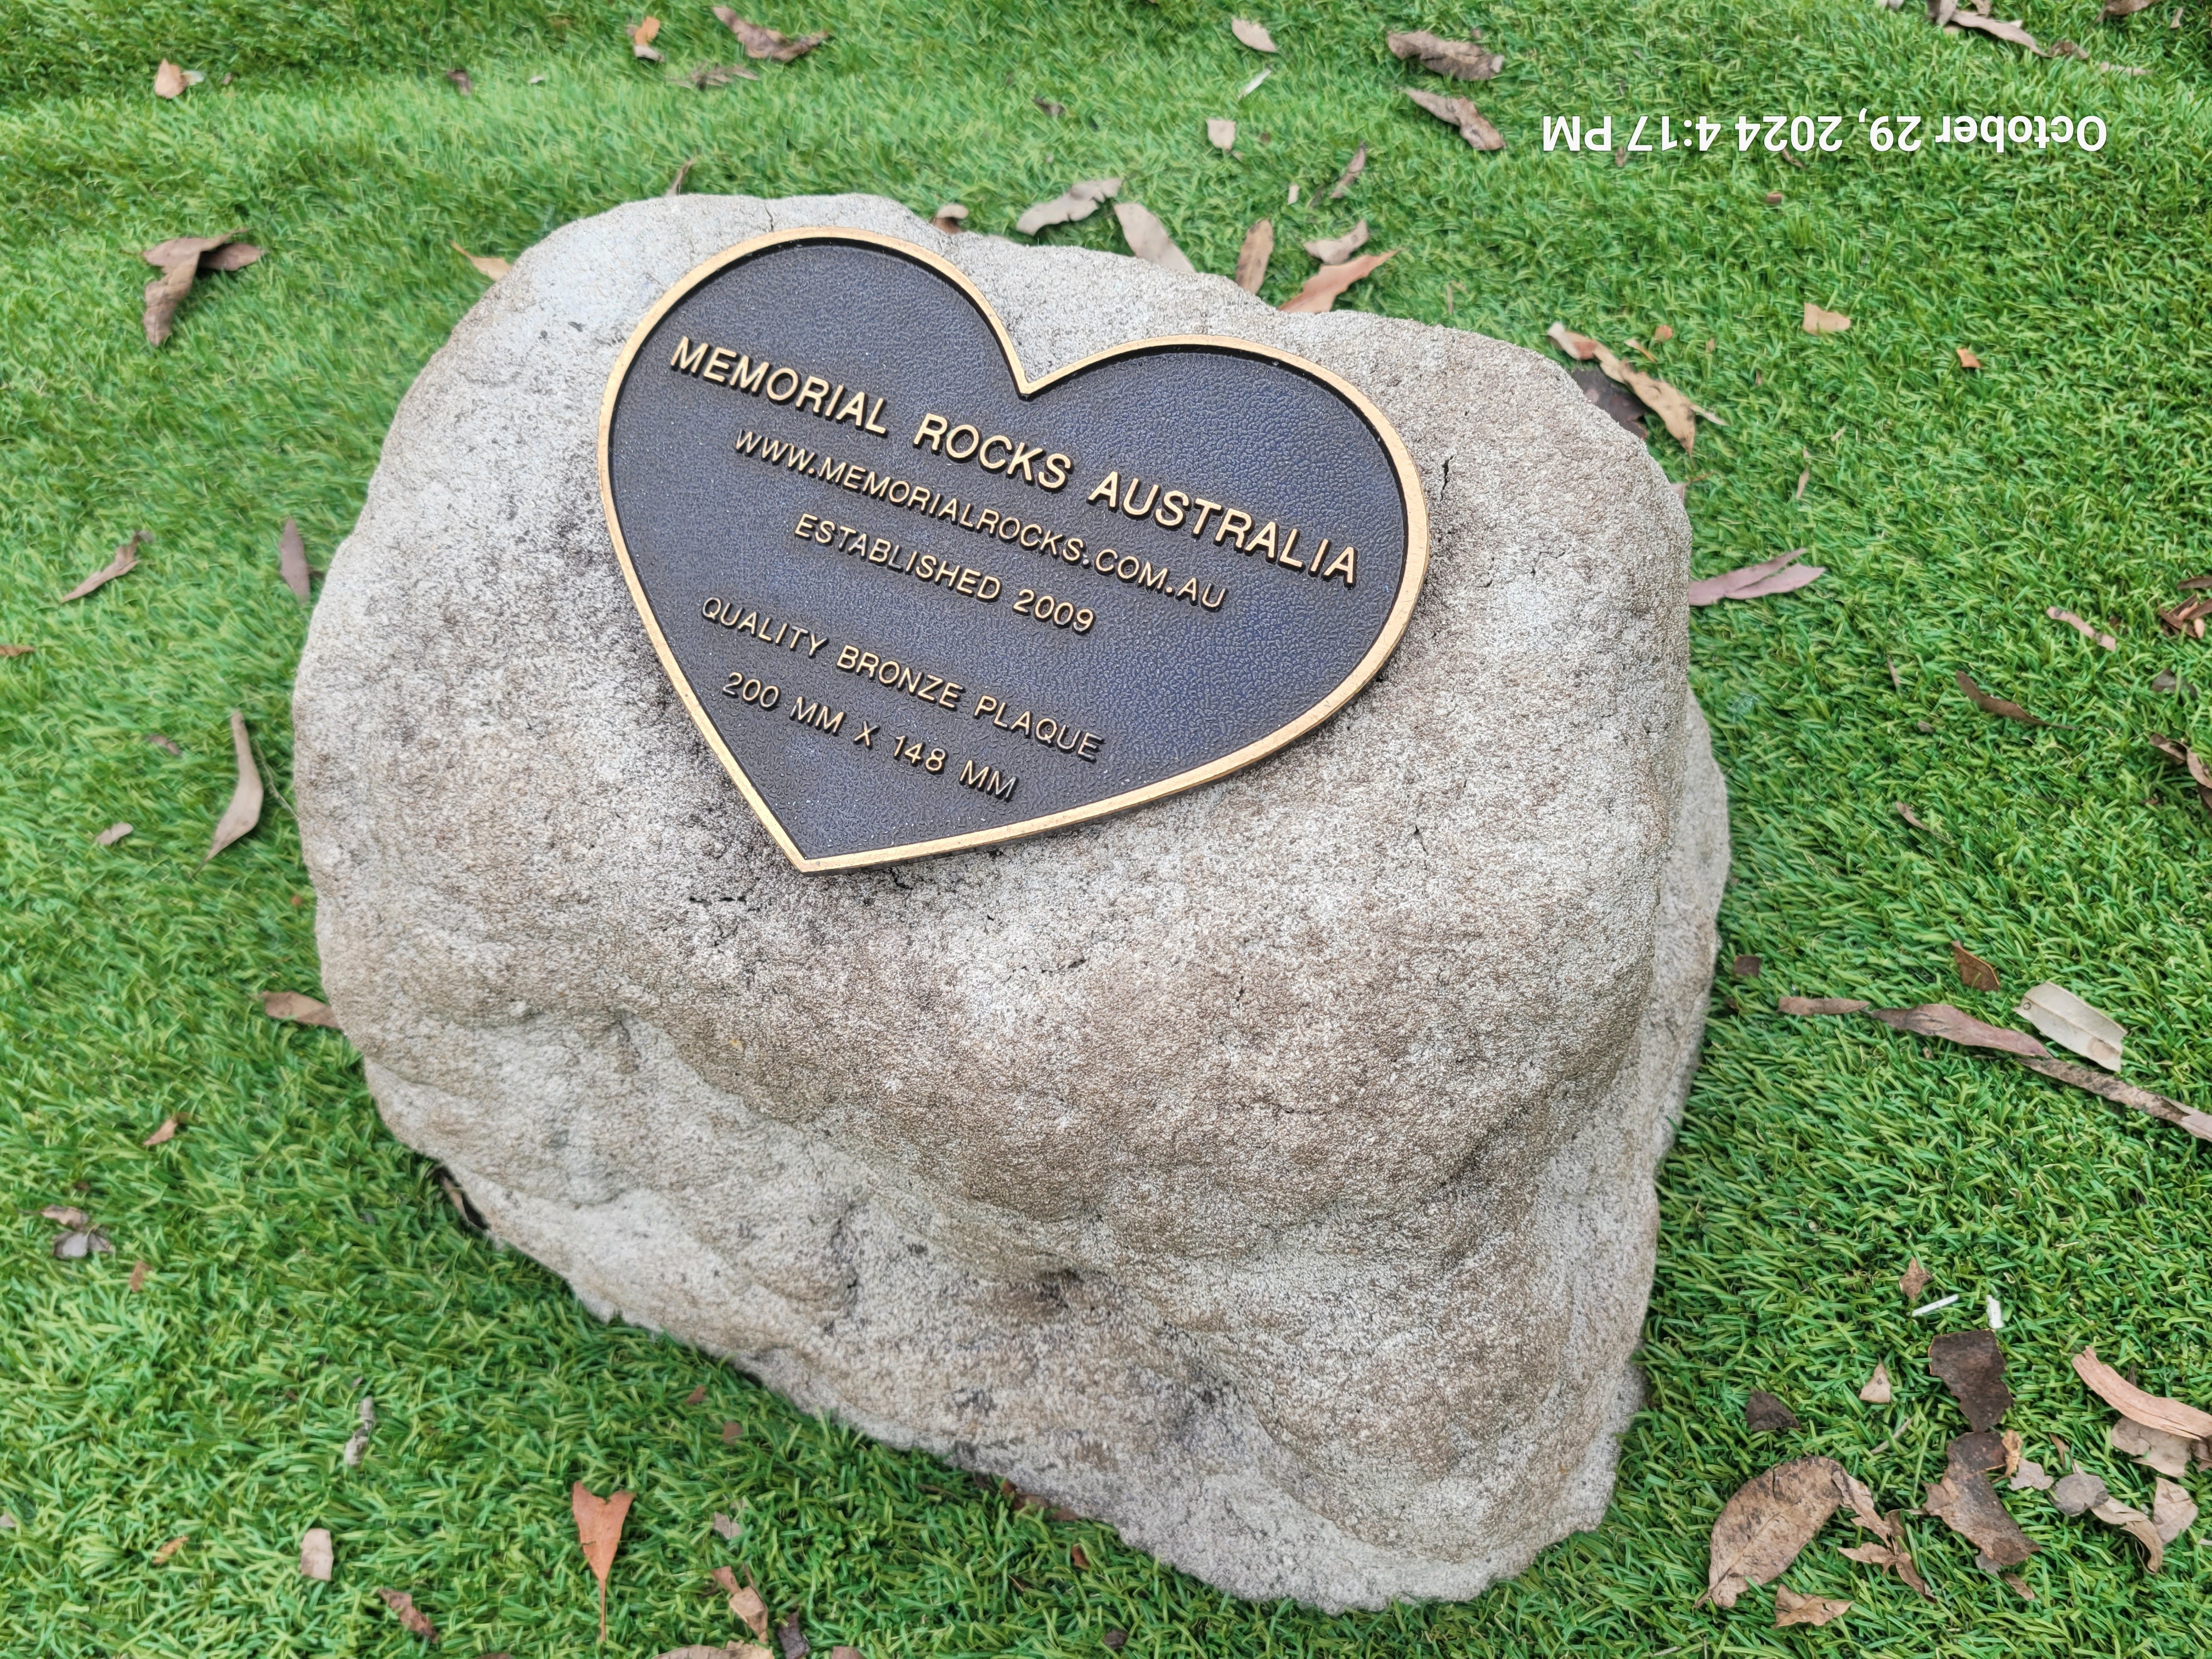 October 29, 2024 4:17 PM
MEMORIAL ROCKS AUSTRALIA
WWW.MEMORIALROCKS.COM.AU
ESTABLISHED 2009
QUALITY BRONZE PLAQUE
200 MM X 148 MM